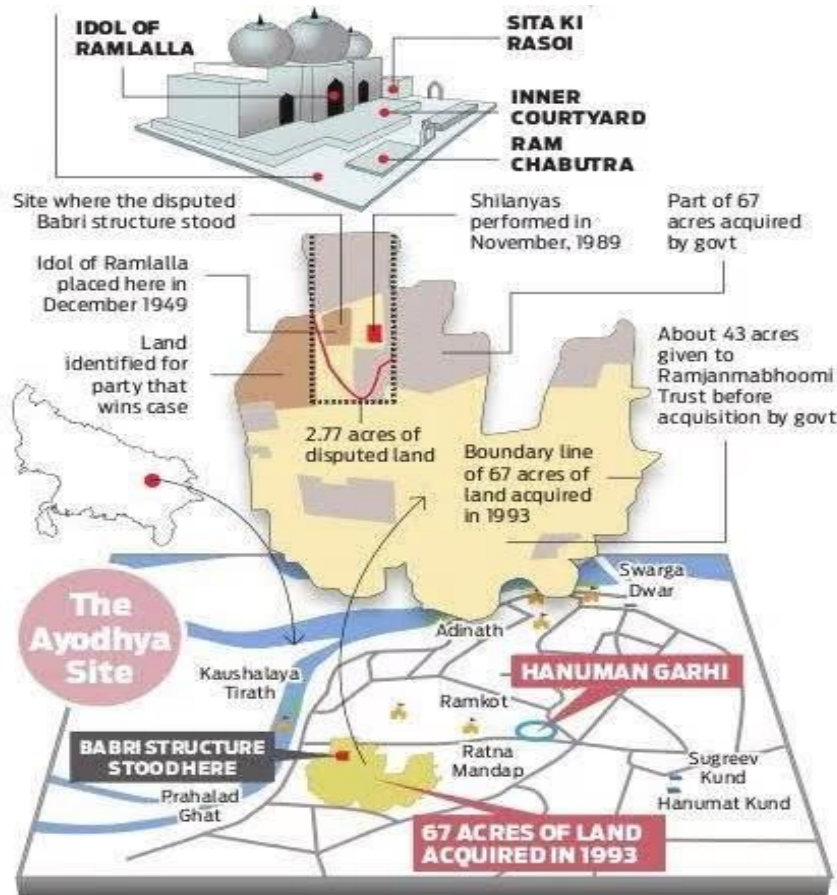 IDOL OF
RAMLALLA
SITA KI
RASOI
INNER
COURTYARD
RAM
CHABUTRA
Site where the disputed
Babri structure stood
Shilanyas
performed in
November, 1989
Part of 67
acres acquired
by govt
Idol of Ramlalla
placed here in
December 1949
Land
identified for
party that
wins case
About 43 acres
given to
Ramjanmabhoomi
Trust before
acquisition by govt
2.77 acres of
disputed land
Boundary line
of 67 acres of
land acquired
in 1993
The
Ayodhya
Site
Swarga
Dwar
Adinath
Kaushalaya
Tirath
HANUMAN GARHI
Ramkot
BABRI STRUCTURE
STOOD HERE
Ratna
Mandap
Sugreev
Kund
Hanumat Kund
Prahalad
Ghat
67 ACRES OF LAND
ACQUIRED IN 1993